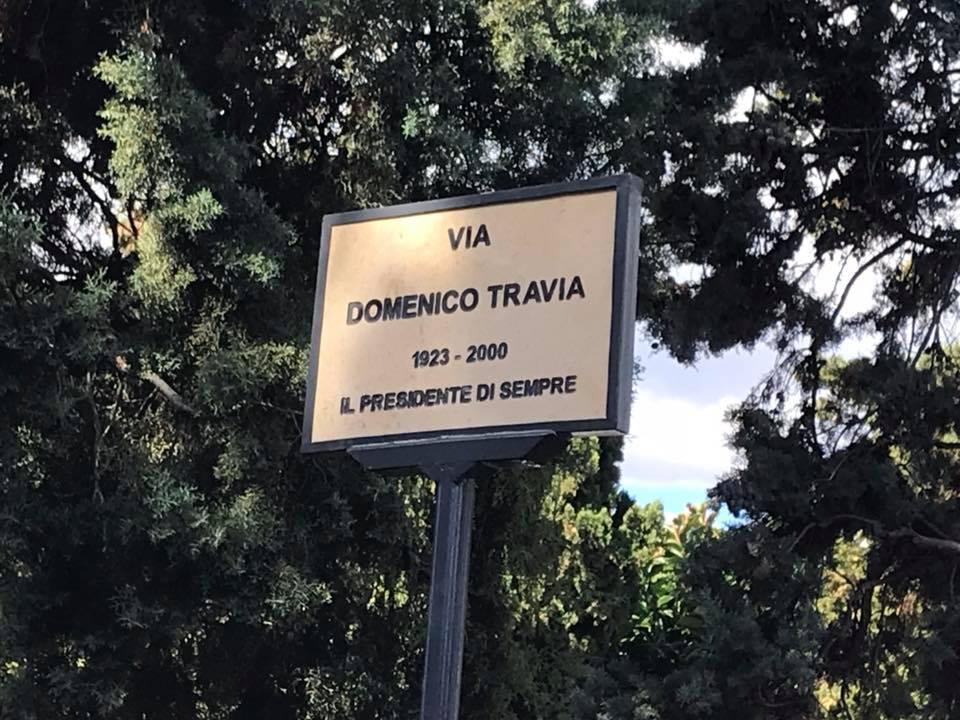 VIA
DOMENICO TRAVIA
1923 - 2000
IL PRESIDENTE DI SEMPRE